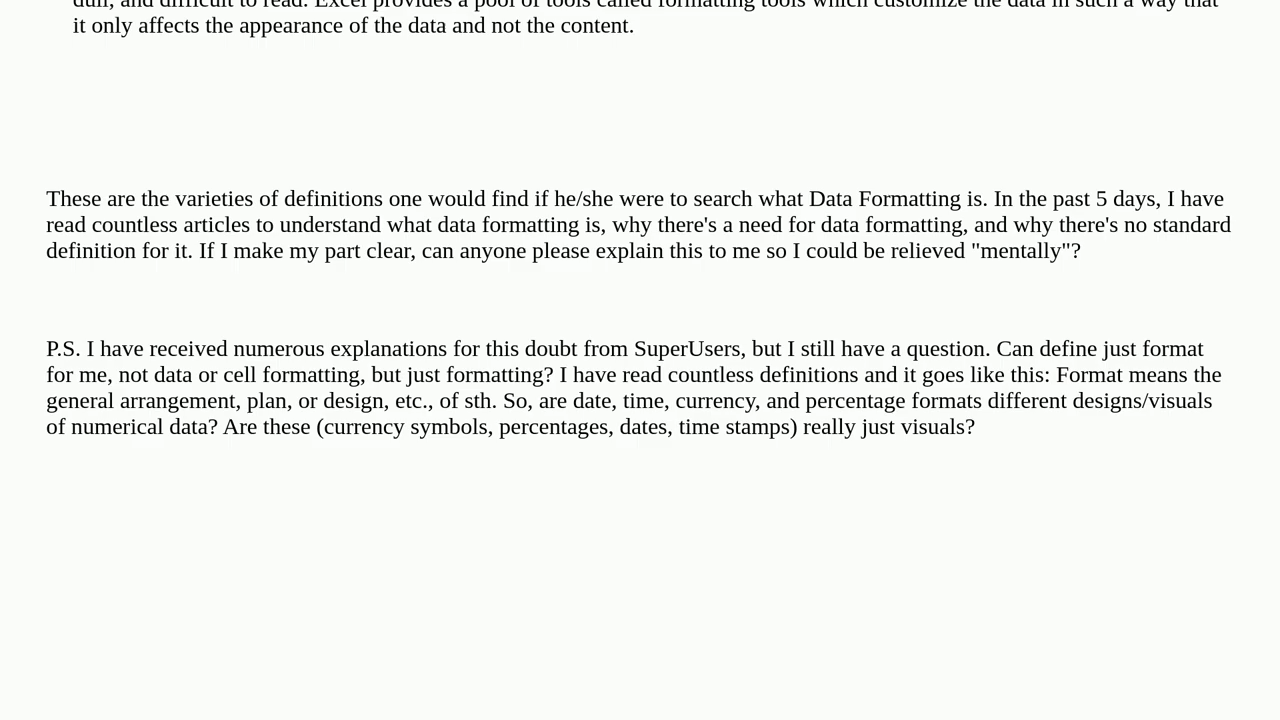 dull, and difficult to read. Excel provides a pool of tools called formatting tools which customize the data in such a way that
it only affects the appearance of the data and not the content.
These are the varieties of definitions one would find if he/she were to search what Data Formatting is. In the past 5 days, I have
read countless articles to understand what data formatting is, why there's a need for data formatting, and why there's no standard
definition for it. If I make my part clear, can anyone please explain this to me so I could be relieved "mentally"?
P.S. I have received numerous explanations for this doubt from SuperUsers, but I still have a question. Can define just format
for me, not data or cell formatting, but just formatting? I have read countless definitions and it goes like this: Format means the
general arrangement, plan, or design, etc., of sth. So, are date, time, currency, and percentage formats different designs/visuals
of numerical data? Are these (currency symbols, percentages, dates, time stamps) really just visuals?